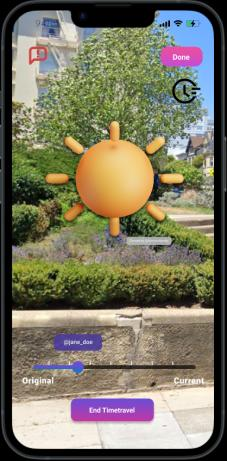 Done
@jane_doe
Original
Current
End Timetravel